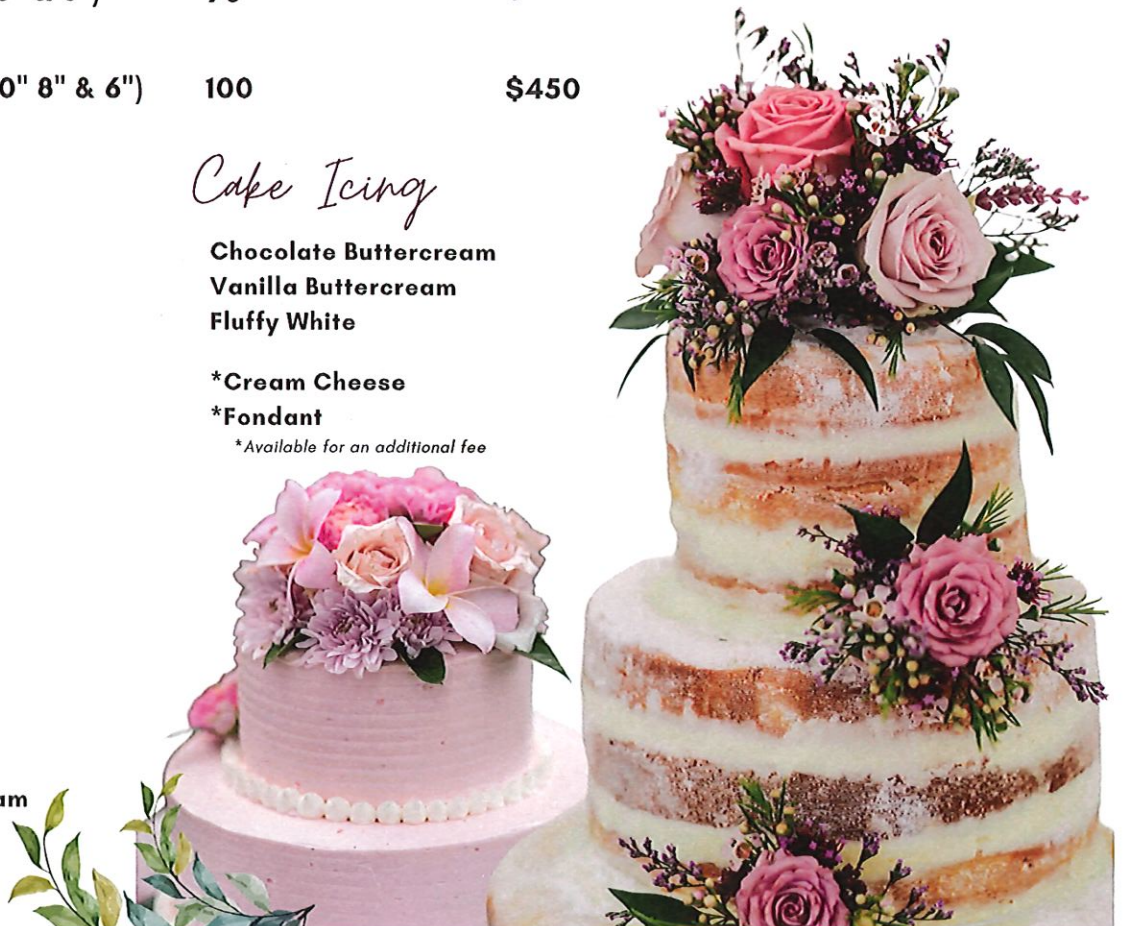 0" 8" & 6") 100 $450
Cake Icing
Chocolate Buttercream
Vanilla Buttercream
Fluffy White
*Cream Cheese
*Fondant
*Available for an additional fee
am